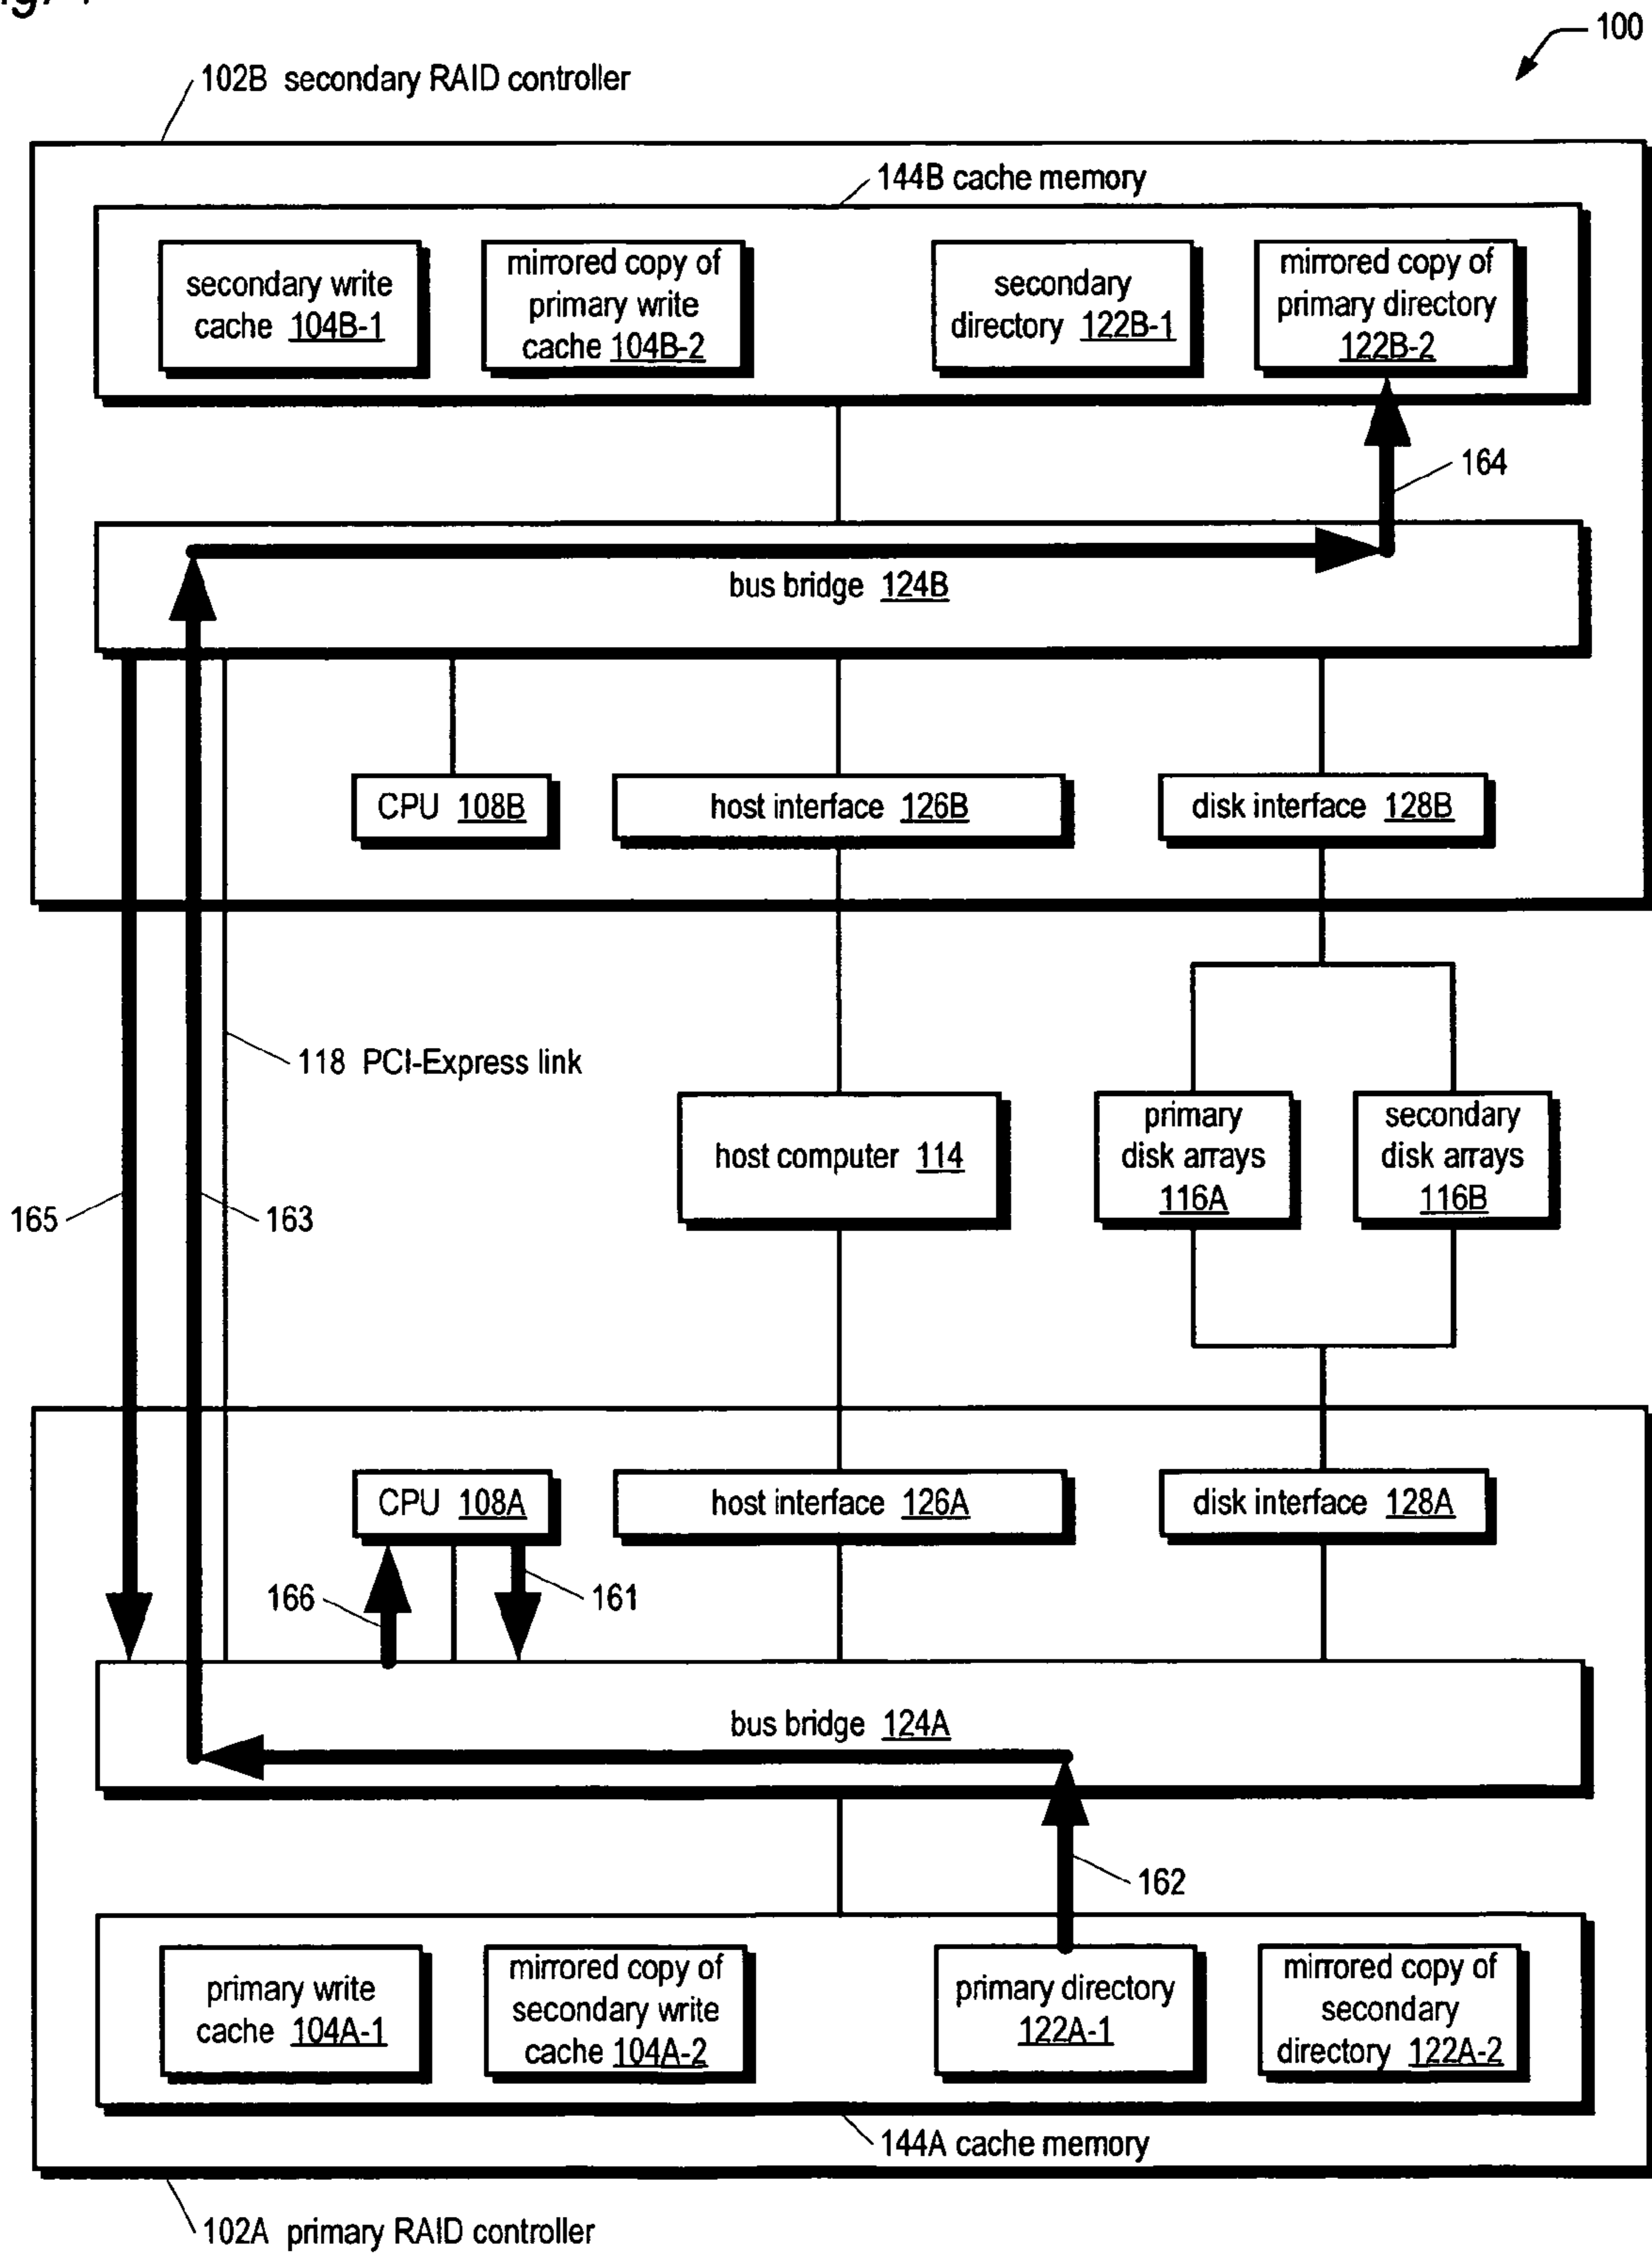 100
102B secondary RAID controller
144B cache memory
secondary write
cache 104B-1
mirrored copy of
primary write
cache 104B-2
secondary
directory 122B-1
mirrored copy of
primary directory
122B-2
164
bus bridge 124B
CPU 108B
host interface 126B
disk interface 128B
118 PCI-Express link
host computer 114
primary
disk arrays
116A
secondary
disk arrays
116B
165
163
CPU 108A
host interface 126A
disk interface 128A
166
161
bus bridge 124A
162
primary write
cache 104A-1
mirrored copy of
secondary write
cache 104A-2
primary directory
122A-1
mirrored copy of
secondary
directory 122A-2
144A cache memory
102A primary RAID controller